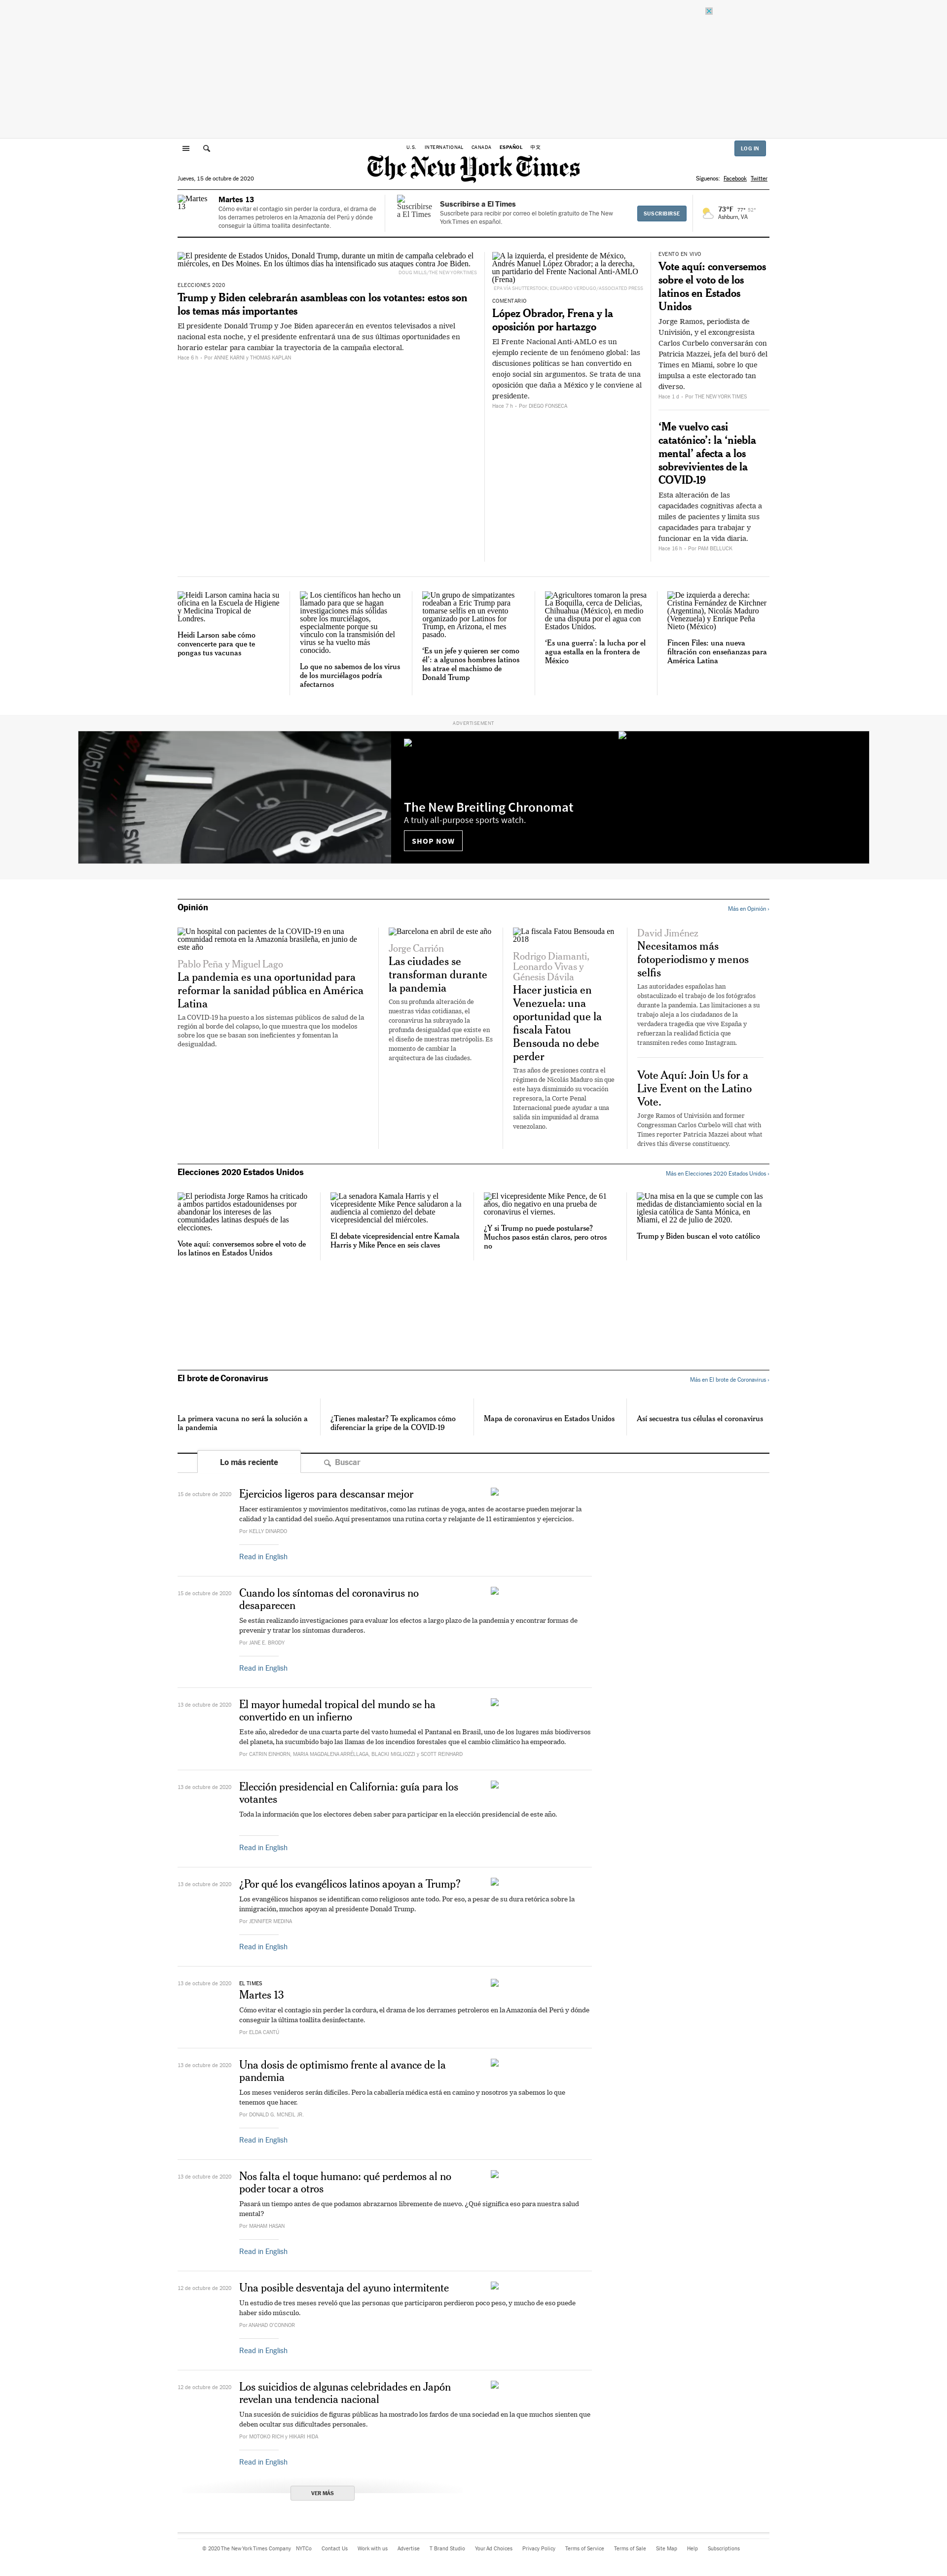 U.S. INTERNATIONAL CANADA ESPAÑOL 中文
LOG IN
The New York Times
Jueves, 15 de octubre de 2020
Síguenos: Facebook Twitter
Martes 13
Martes 13
Cómo evitar el contagio sin perder la cordura, el drama de
los derrames petroleros en la Amazonía del Perú y dónde
conseguir la última toallita desinfectante.
Suscribirse
a El Times
Suscribirse a El Times
Suscríbete para recibir por correo el boletín gratuito de The New
York Times en español.
SUSCRIBIRSE
73°F 77°
Ashburn, VA
El presidente de Estados Unidos, Donald Trump, durante un mitin de campaña celebrado el
miércoles, en Des Moines. En los últimos días ha intensificado sus ataques contra Joe Biden.
DOUG MILLS/THE NEW YORK TIMES
ELECCIONES 2020
Trump y Biden celebrarán asambleas con los votantes: estos son
los temas más importantes
El presidente Donald Trump y Joe Biden aparecerán en eventos televisados a nivel
nacional esta noche, y el presidente enfrentará una de sus últimas oportunidades en
horario estelar para cambiar la trayectoria de la campaña electoral.
Hace 6 h – Por ANNIE KARNI y THOMAS KAPLAN
A la izquierda, el presidente de México,
Andrés Manuel López Obrador; a la derecha,
un partidario del Frente Nacional Anti-AMLO
(Frena)
EPA VIA SHUTTERSTOCK; EDUARDO VERDUGO/ASSOCIATED PRESS
COMENTARIO
López Obrador, Frena y la
oposición por hartazgo
El Frente Nacional Anti-AMLO es un
ejemplo reciente de un fenómeno global: las
discusiones políticas se han convertido en
enojo social sin argumentos. Se trata de una
oposición que daña a México y le conviene al
presidente.
Hace 7 h – Por DIEGO FONSECA
EVENTO EN VIVO
Vote aquí: conversemos
sobre el voto de los
latinos en Estados
Unidos
Jorge Ramos, periodista de
Univisión, y el excongresista
Carlos Curbelo conversarán con
Patricia Mazzei, jefa del buró del
Times en Miami, sobre lo que
impulsa a este electorado tan
diverso.
Hace 1 d – Por THE NEW YORK TIMES
‘Me vuelvo casi
catatónico’: la ‘niebla
mental’ afecta a los
sobrevivientes de la
COVID-19
Esta alteración de las
capacidades cognitivas afecta a
miles de pacientes y limita sus
capacidades para trabajar y
funcionar en la vida diaria.
Hace 18 h – Por PAM BELLUCK
Heidi Larson camina hacia su
oficina en la Escuela de Higiene
y Medicina Tropical de
Londres.
Heidi Larson sabe cómo
convencerte para que te
pongas tus vacunas
Los científicos han hecho un
llamado para que se hagan
investigaciones más sólidas
sobre los murciélagos,
especialmente porque su
vínculo con la transmisión del
virus se ha vuelto más
conocido.
Lo que no sabemos de los virus
de los murciélagos podría
afectarnos
Un grupo de simpatizantes
rodeaban a Eric Trump para
tomarse selfis en un evento
organizado por Latinos for
Trump, en Arizona, el mes
pasado.
‘Es un jefe y quieren ser como
él’: a algunos hombres latinos
les atrae el machismo de
Donald Trump
Agricultores tomaron la presa
La Boquilla, cerca de Delicias,
Chihuahua (México), en medio
de una disputa por el agua con
Estados Unidos.
‘Es una guerra’: la lucha por el
agua estalla en la frontera de
México
De izquierda a derecha:
Cristina Fernández de Kirchner
(Argentina), Nicolás Maduro
(Venezuela) y Enrique Peña
Nieto (México)
Fincen Files: una nueva
filtración con enseñanzas para
América Latina
ADVERTISEMENT
The New Breitling Chronomat
A truly all-purpose sports watch.
SHOP NOW
Opinión
Más en Opinión ›
Un hospital con pacientes de la COVID-19 en una
comunidad remota en la Amazonia brasileña, en junio de
este año
Pablo Peña y Miguel Lago
La pandemia es una oportunidad para
reformar la sanidad pública en América
Latina
La COVID-19 ha puesto a los sistemas públicos de salud de la
región al borde del colapso, lo que muestra que los modelos
sobre los que se basan son ineficientes y fomentan la
desigualdad.
Barcelona en abril de este año
Jorge Carrión
Las ciudades se
transforman durante
la pandemia
Con su profunda alteración de
nuestras vidas cotidianas, el
coronavirus ha subrayado la
profunda desigualdad que existe en
el diseño de nuestras metrópolis. Es
momento de cambiar la
arquitectura de las ciudades.
La fiscala Fatou Bensouda en
2018
Rodrigo Diamanti,
Leonardo Vivas y
Génesis Dávila
Hacer justicia en
Venezuela: una
oportunidad que la
fiscala Fatou
Bensouda no debe
perder
Tras años de presiones contra el
régimen de Nicolás Maduro sin que
este haya disminuido su vocación
represora, la Corte Penal
Internacional puede ayudar a una
salida sin impunidad al drama
venezolano.
David Jiménez
Necesitamos más
fotoperiodismo y menos
selfis
Las autoridades españolas han
obstaculizado el trabajo de los fotógrafos
durante la pandemia. Las limitaciones a su
trabajo aleja a los ciudadanos de la
verdadera tragedia que vive España y
refuerzan la realidad ficticia que
transmiten redes como Instagram.
Vote Aquí: Join Us for a
Live Event on the Latino
Vote.
Jorge Ramos of Univisión and former
Congressman Carlos Curbelo will chat with
Times reporter Patricia Mazzei about what
drives this diverse constituency.
Elecciones 2020 Estados Unidos
Más en Elecciones 2020 Estados Unidos ›
El periodista Jorge Ramos ha criticado
a ambos partidos estadounidenses por
abandonar los intereses de las
comunidades latinas después de las
elecciones.
Vote aquí: conversemos sobre el voto de
los latinos en Estados Unidos
La senadora Kamala Harris y el
vicepresidente Mike Pence saludaron a la
audiencia al comienzo del debate
vicepresidencial del miércoles.
El debate vicepresidencial entre Kamala
Harris y Mike Pence en seis claves
El vicepresidente Mike Pence, de 61
años, dio negativo en una prueba de
coronavirus el viernes.
¿Y si Trump no puede postularse?
Muchos pasos están claros, pero otros
no
Una misa en la que se cumple con las
medidas de distanciamiento social en la
iglesia católica de Santa Mónica, en
Miami, el 22 de julio de 2020.
Trump y Biden buscan el voto católico
El brote de Coronavirus
Más en El brote de Coronavirus ›
La primera vacuna no será la solución a
la pandemia
¿Tienes malestar? Te explicamos cómo
diferenciar la gripe de la COVID-19
Mapa de coronavirus en Estados Unidos
Así secuestra tus células el coronavirus
Lo más reciente
Buscar
15 de octubre de 2020
Ejercicios ligeros para descansar mejor
Hacer estiramientos y movimientos meditativos, como las rutinas de yoga, antes de acostarse pueden mejorar la
calidad y la cantidad del sueño. Aquí presentamos una rutina corta y relajante de 11 estiramientos y ejercicios.
Por KELLY DINARDO
Read in English
15 de octubre de 2020
Cuando los síntomas del coronavirus no
desaparecen
Se están realizando investigaciones para evaluar los efectos a largo plazo de la pandemia y encontrar formas de
prevenir y tratar los síntomas duraderos.
Por JANE E. BRODY
Read in English
13 de octubre de 2020
El mayor humedal tropical del mundo se ha
convertido en un infierno
Este año, alrededor de una cuarta parte del vasto humedal el Pantanal en Brasil, uno de los lugares más biodiversos
del planeta, ha sucumbido bajo las llamas de los incendios forestales que el cambio climático ha empeorado.
Por CATRIN EINHORN, MARIA MAGDALENA ARRÉLLAGA, BLACKI MIGLIOZZI y SCOTT REINHARD
13 de octubre de 2020
Elección presidencial en California: guía para los
votantes
Toda la información que los electores deben saber para participar en la elección presidencial de este año.
Read in English
13 de octubre de 2020
¿Por qué los evangélicos latinos apoyan a Trump?
Los evangélicos hispanos se identifican como religiosos ante todo. Por eso, a pesar de su dura retórica sobre la
inmigración, muchos apoyan al presidente Donald Trump.
Por JENNIFER MEDINA
Read in English
13 de octubre de 2020
EL TIMES
Martes 13
Cómo evitar el contagio sin perder la cordura, el drama de los derrames petroleros en la Amazonía del Perú y dónde
conseguir la última toallita desinfectante.
Por ELDA CANTÚ
13 de octubre de 2020
Una dosis de optimismo frente al avance de la
pandemia
Los meses venideros serán difíciles. Pero la caballería médica está en camino y nosotros ya sabemos lo que
tenemos que hacer.
Por DONALD G. MCNEIL JR.
Read in English
13 de octubre de 2020
Nos falta el toque humano: qué perdemos al no
poder tocar a otros
Pasará un tiempo antes de que podamos abrazarnos libremente de nuevo. ¿Qué significa eso para nuestra salud
mental?
Por MAHAM HASAN
Read in English
12 de octubre de 2020
Una posible desventaja del ayuno intermitente
Un estudio de tres meses reveló que las personas que participaron perdieron poco peso, y mucho de eso puede
haber sido músculo.
Por ANAHAD O'CONNOR
Read in English
12 de octubre de 2020
Los suicidios de algunas celebridades en Japón
revelan una tendencia nacional
Una sucesión de suicidios de figuras públicas ha mostrado los fardos de una sociedad en la que muchos sienten que
deben ocultar sus dificultades personales.
Por MOTOKO RICH y HIKARI HIDA
Read in English
VER MÁS
© 2020 The New York Times Company NYTCo Contact Us Work with us Advertise T Brand Studio Your Ad Choices Privacy Policy Terms of Service Terms of Sale Site Map Help Subscriptions